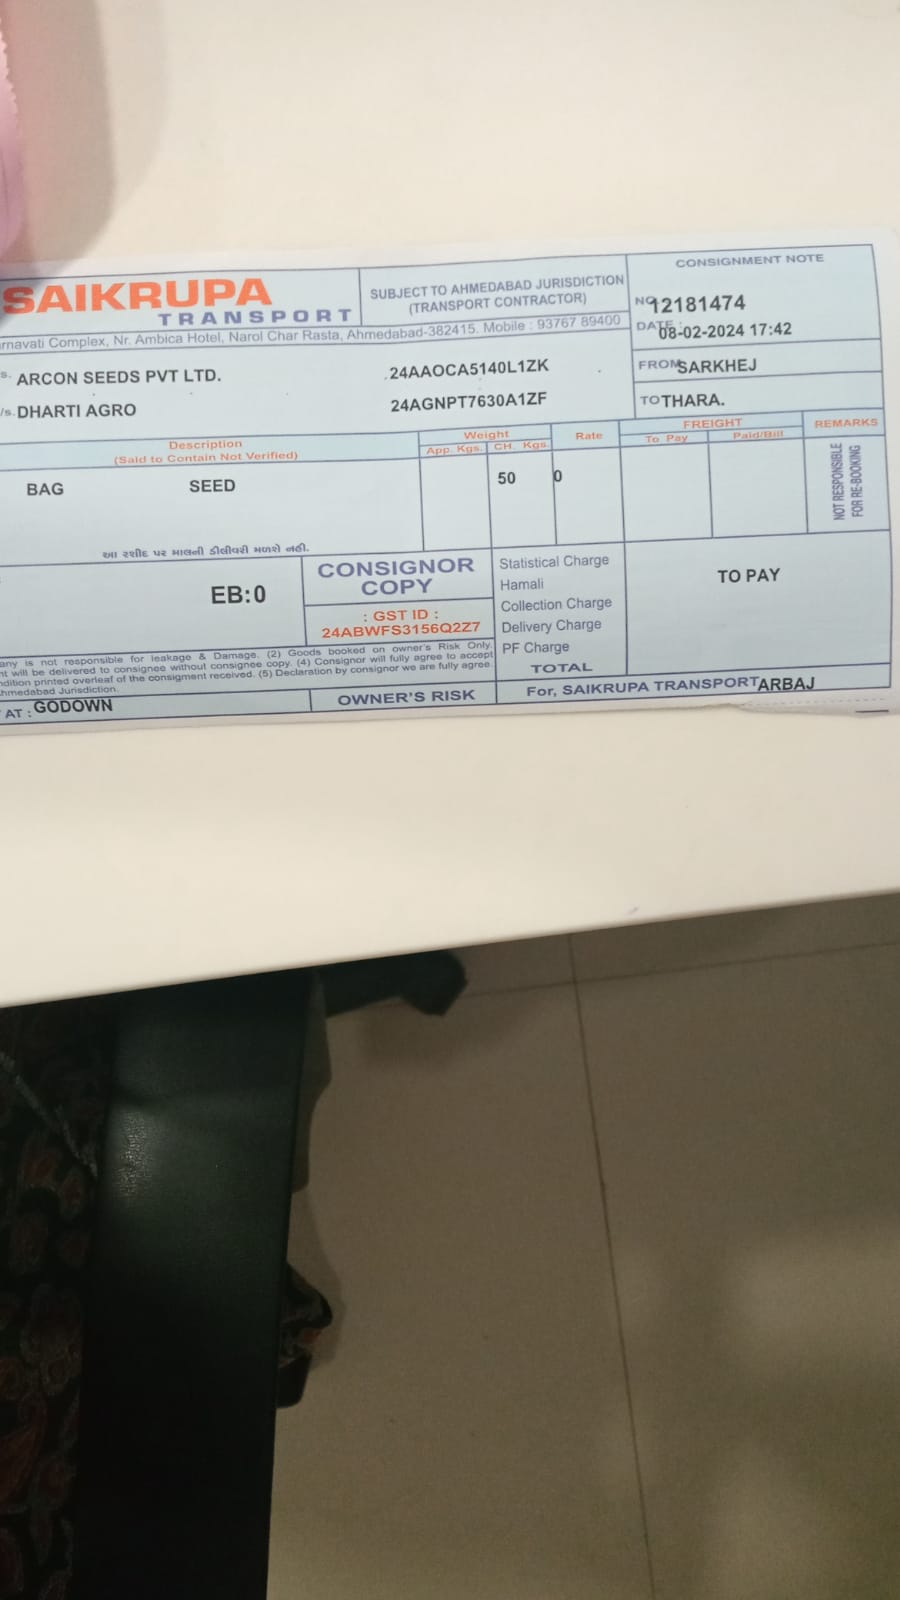 SAIKRUPA
TRANSPORT
SUBJECT TO AHMEDABAD JURISDICTION
(TRANSPORT CONTRACTOR)
CONSIGNMENT NOTE
NO 12181474
DATE : 08-02-2024 17:42
rnavati Complex, Nr. Ambica Hotel, Narol Char Rasta, Ahmedabad-382415. Mobile : 93767 89400
s. ARCON SEEDS PVT LTD. 24AAOCA5140L1ZK
FROM SARKHEJ
/s. DHARTI AGRO 24AGNPT7630A1ZF
TO THARA.
Description
(Said to Contain Not Verified)
Weight
App. Kgs. CH. Kgs.
Rate
FREIGHT
To Pay Paid/Bill
REMARKS
BAG SEED 50 0
NOT RESPONSIBLE
FOR RE-BOOKING
આ રશીદ પર માલની ડીલીવરી મળશે નહી.
EB:0
CONSIGNOR
COPY
: GST ID :
24ABWFS3156Q2Z7
Statistical Charge
Hamali
Collection Charge
Delivery Charge
PF Charge
TOTAL
TO PAY
any is not responsible for leakage & Damage. (2) Goods booked on owner's Risk Only.
nt will be delivered to consignee without consignee copy. (4) Consignor will fully agree to accept
ndition printed overleaf of the consigment received. (5) Declaration by consignor we are fully agree.
hmedabad Jurisdiction.
AT : GODOWN
OWNER'S RISK
For, SAIKRUPA TRANSPORT ARBAJ